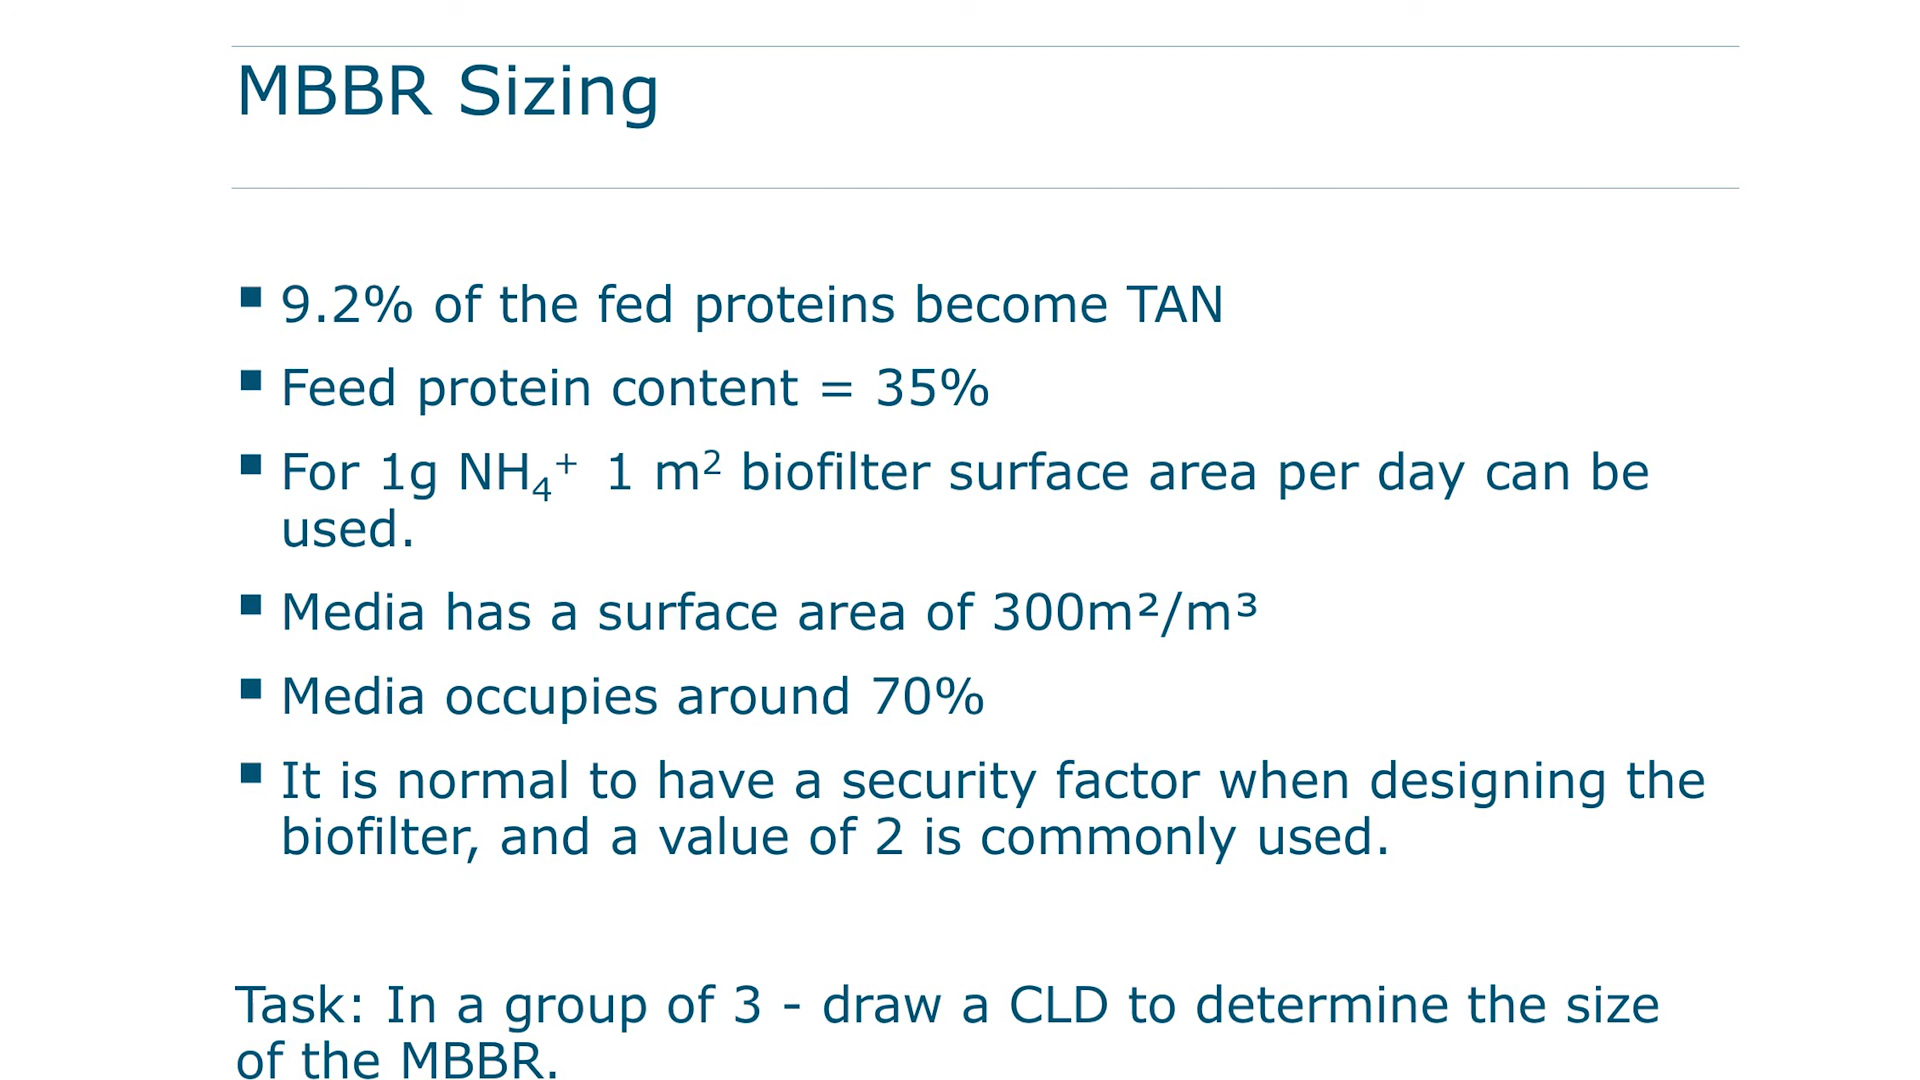 MBBR Sizing
▪ 9.2% of the fed proteins become TAN
▪ Feed protein content = 35%
▪ For 1g NH₄⁺ 1 m² biofilter surface area per day can be
used.
▪ Media has a surface area of 300m²/m³
▪ Media occupies around 70%
▪ It is normal to have a security factor when designing the
biofilter, and a value of 2 is commonly used.
Task: In a group of 3 - draw a CLD to determine the size
of the MBBR.